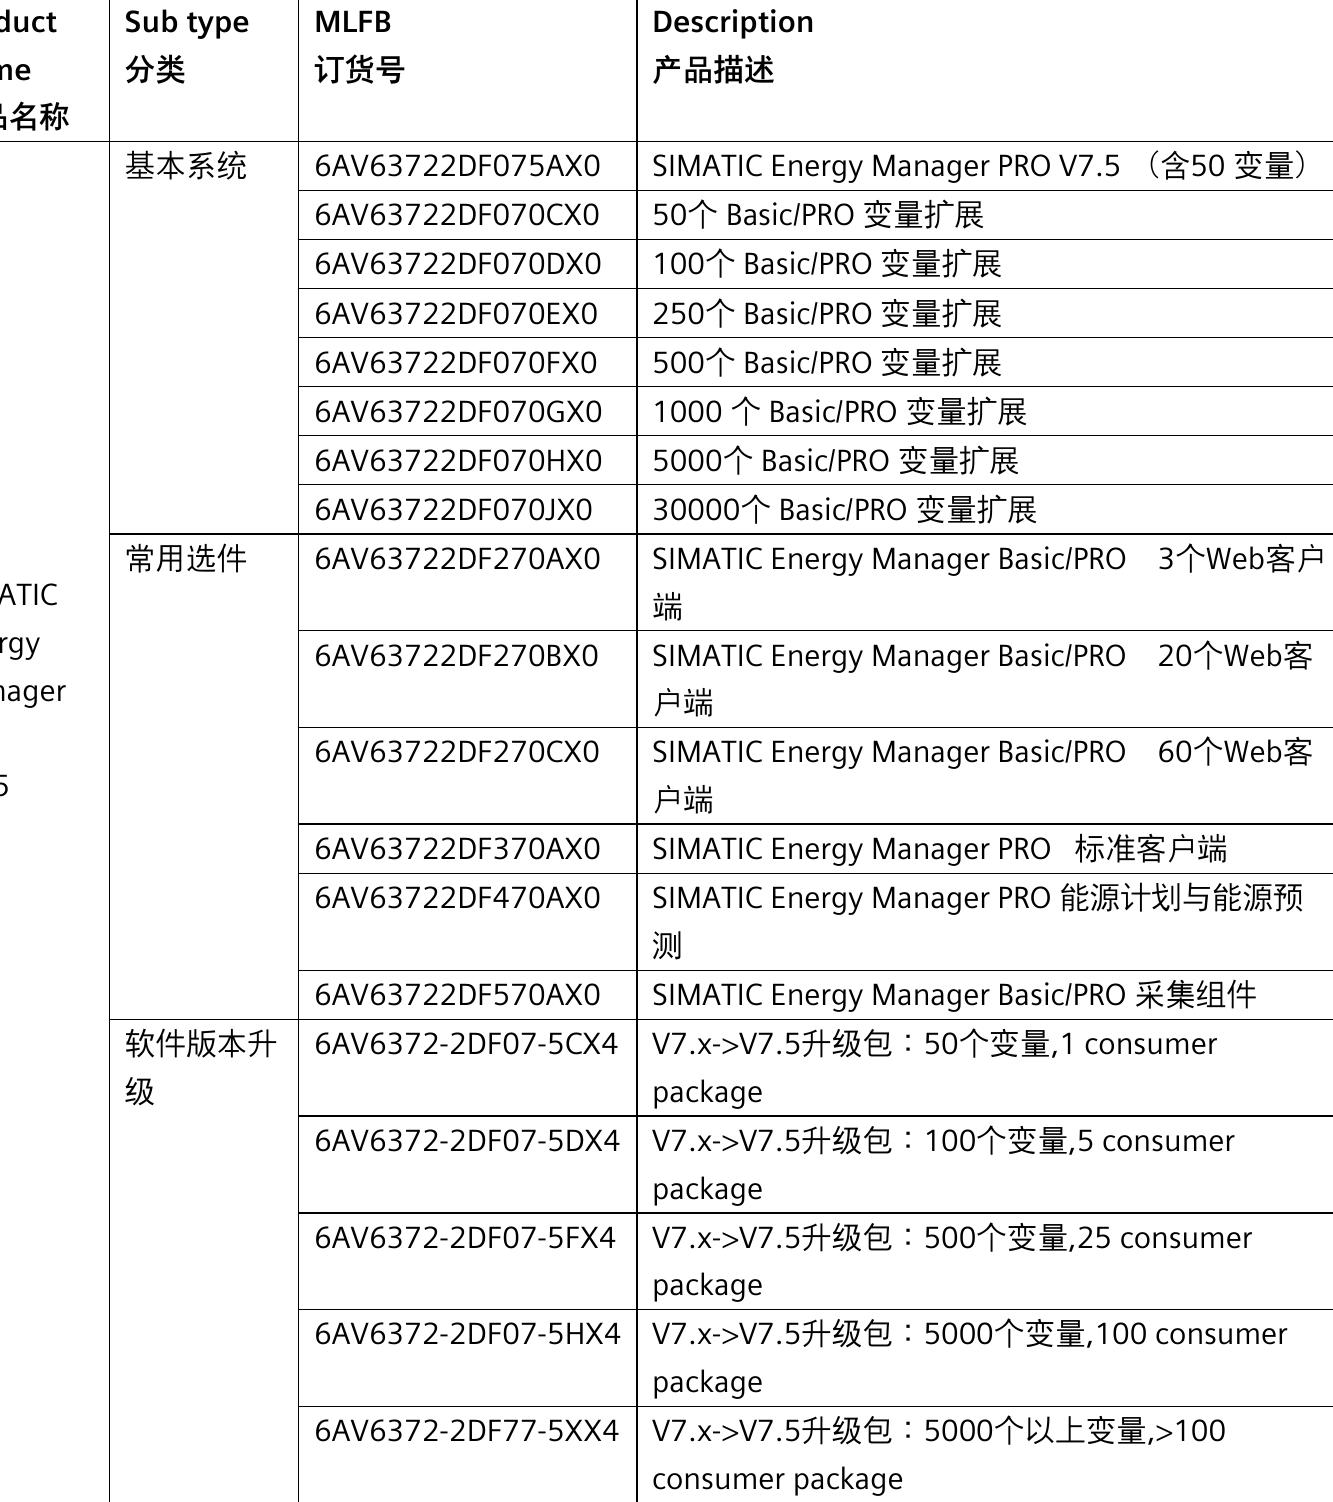 duct
me
品名称
Sub type
分类
MLFB
订货号
Description
产品描述
ATIC
rgy
nager
5
基本系统
6AV63722DF075AX0 SIMATIC Energy Manager PRO V7.5 （含50 变量）
6AV63722DF070CX0 50个 Basic/PRO 变量扩展
6AV63722DF070DX0 100个 Basic/PRO 变量扩展
6AV63722DF070EX0 250个 Basic/PRO 变量扩展
6AV63722DF070FX0 500个 Basic/PRO 变量扩展
6AV63722DF070GX0 1000 个 Basic/PRO 变量扩展
6AV63722DF070HX0 5000个 Basic/PRO 变量扩展
6AV63722DF070JX0 30000个 Basic/PRO 变量扩展
常用选件
6AV63722DF270AX0 SIMATIC Energy Manager Basic/PRO 3个Web客户
端
6AV63722DF270BX0 SIMATIC Energy Manager Basic/PRO 20个Web客
户端
6AV63722DF270CX0 SIMATIC Energy Manager Basic/PRO 60个Web客
户端
6AV63722DF370AX0 SIMATIC Energy Manager PRO 标准客户端
6AV63722DF470AX0 SIMATIC Energy Manager PRO 能源计划与能源预
测
6AV63722DF570AX0 SIMATIC Energy Manager Basic/PRO 采集组件
软件版本升
级
6AV6372-2DF07-5CX4 V7.x->V7.5升级包：50个变量,1 consumer
package
6AV6372-2DF07-5DX4 V7.x->V7.5升级包：100个变量,5 consumer
package
6AV6372-2DF07-5FX4 V7.x->V7.5升级包：500个变量,25 consumer
package
6AV6372-2DF07-5HX4 V7.x->V7.5升级包：5000个变量,100 consumer
package
6AV6372-2DF77-5XX4 V7.x->V7.5升级包：5000个以上变量,>100
consumer package